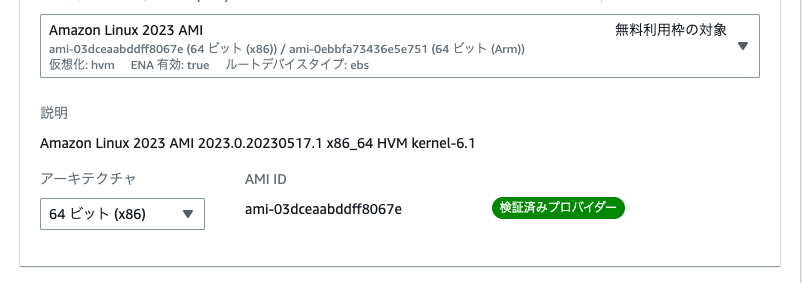 Amazon Linux 2023 AMI
無料利用枠の対象
ami-03dceaabddff8067e (64 ビット (x86)) / ami-0ebbfa73436e5e751 (64 ビット (Arm))
仮想化: hvm ENA 有効: true ルートデバイスタイプ: ebs
説明
Amazon Linux 2023 AMI 2023.0.20230517.1 x86_64 HVM kernel-6.1
アーキテクチャ
AMI ID
64 ビット (x86)
ami-03dceaabddff8067e
検証済みプロバイダー